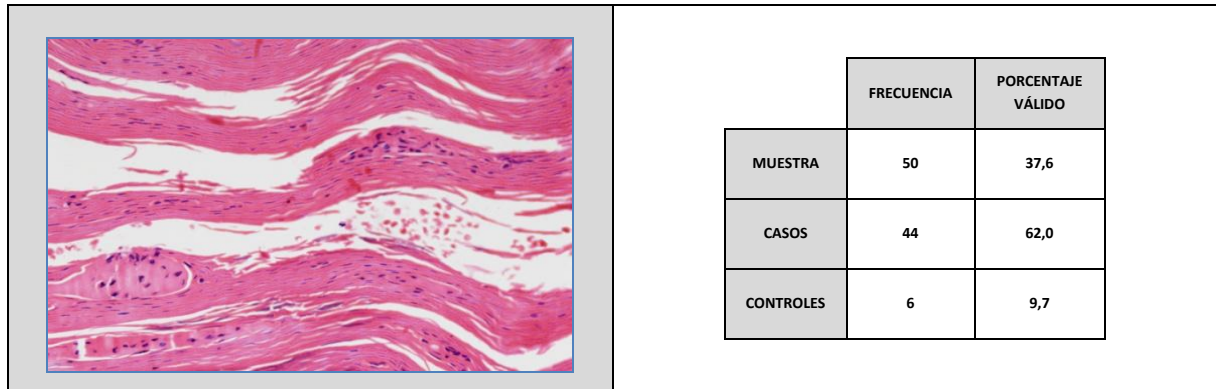 FRECUENCIA
PORCENTAJE
VÁLIDO
MUESTRA 50 37,6
CASOS 44 62,0
CONTROLES 6 9,7